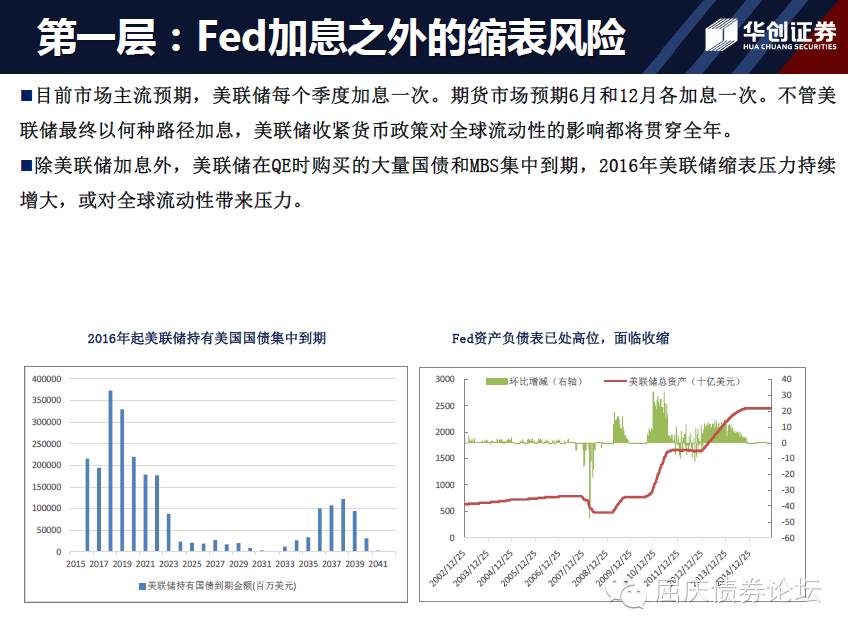 第一层：Fed加息之外的缩表风险
华创证券
HUA CHUANG SECURITIES
■目前市场主流预期，美联储每个季度加息一次。期货市场预期6月和12月各加息一次。不管美
联储最终以何种路径加息，美联储收紧货币政策对全球流动性的影响都将贯穿全年。
■除美联储加息外，美联储在QE时购买的大量国债和MBS集中到期，2016年美联储缩表压力持续
增大，或对全球流动性带来压力。
2016年起美联储持有美国国债集中到期
400000
350000
300000
250000
200000
150000
100000
50000
0
2015 2017 2019 2021 2023 2025 2027 2029 2031 2033 2035 2037 2039 2041
美联储持有国债到期金额(百万美元)
Fed资产负债表已处高位，面临收缩
环比增减（右轴） 美联储总资产（十亿美元）
3000
2500
2000
1500
1000
500
0
40
30
20
10
0
-10
-20
-30
-40
-50
-60
2002/12/25 2003/12/25 2004/12/25 2005/12/25 2006/12/25 2007/12/25 2008/12/25 2009/12/25 2010/12/25 2011/12/25 2012/12/25 2013/12/25 2014/12/25
屈庆债券论坛